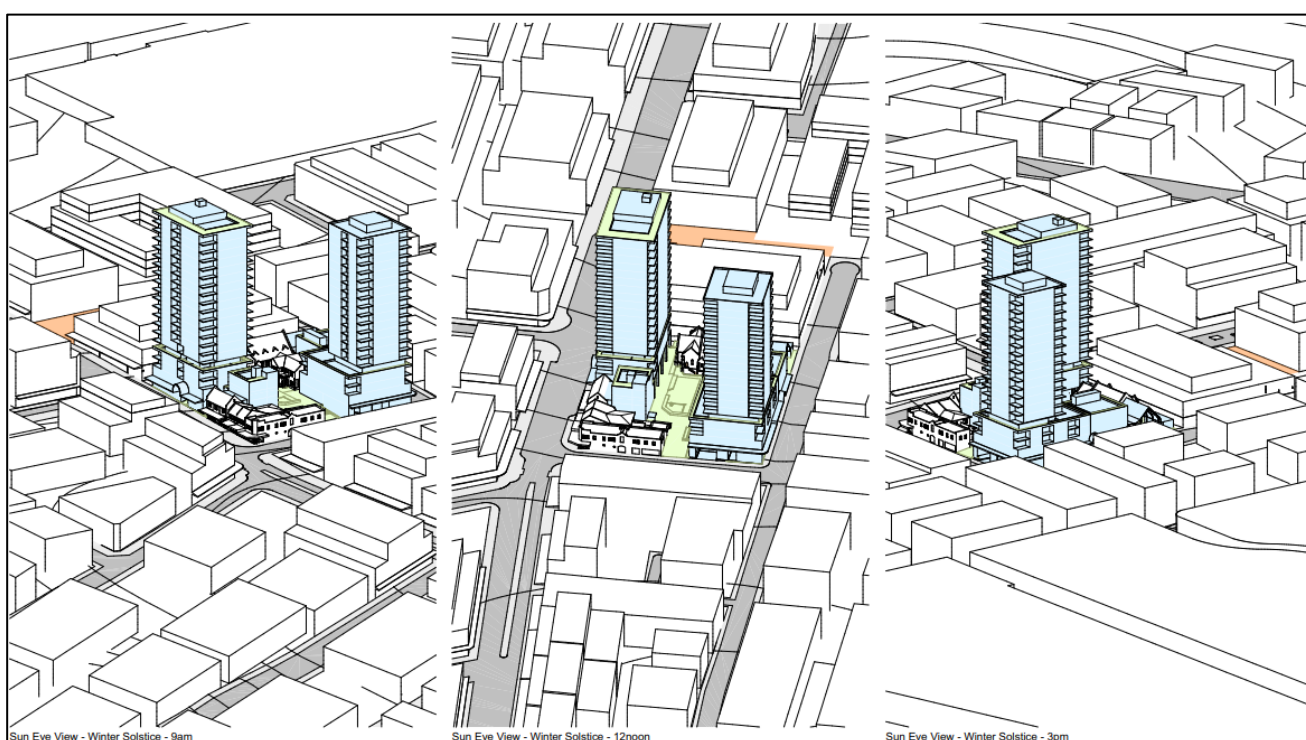 Sun Eye View - Winter Solstice - 9am
Sun Eye View - Winter Solstice - 12noon
Sun Eye View - Winter Solstice - 3pm